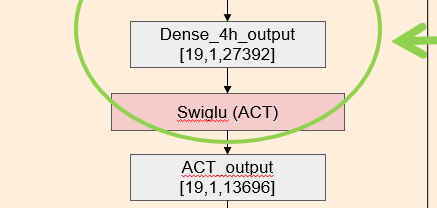 Dense_4h_output
[19,1,27392]
Swiglu (ACT)
ACT_output
[19,1,13696]